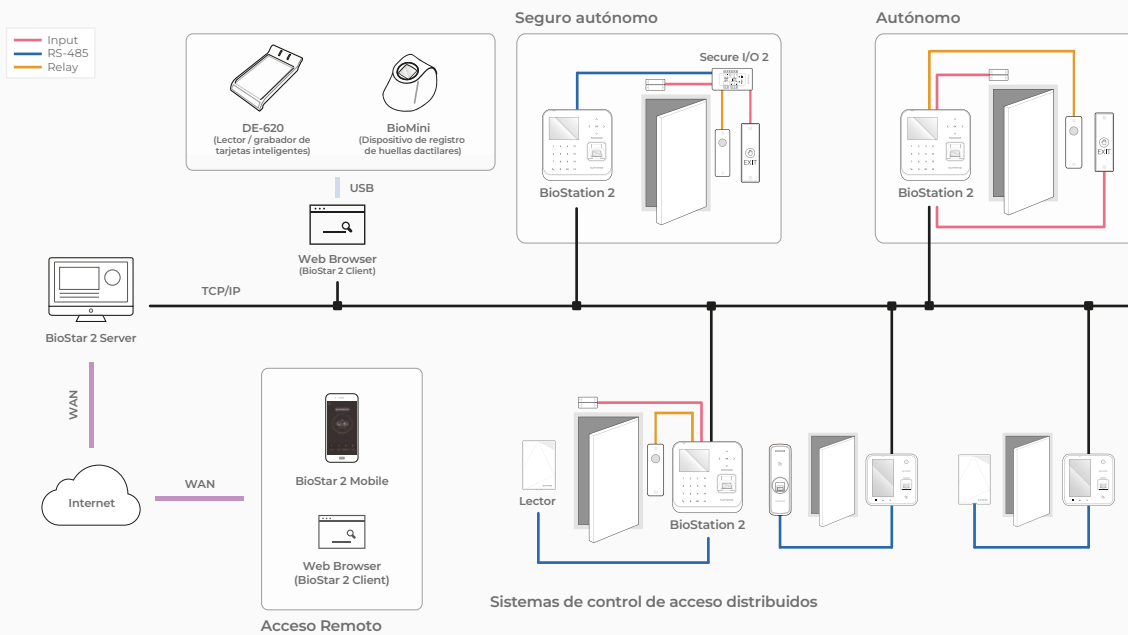 Input
RS-485
Relay
DE-620
(Lector / grabador de
tarjetas inteligentes)
BioMini
(Dispositivo de registro
de huellas dactilares)
USB
Web Browser
(BioStar 2 Client)
BioStar 2 Server
TCP/IP
WAN
Internet
WAN
BioStar 2 Mobile
Web Browser
(BioStar 2 Client)
Acceso Remoto
Seguro autónomo
Secure I/O 2
EXIT
BioStation 2
Autónomo
EXIT
BioStation 2
Lector
BioStation 2
Sistemas de control de acceso distribuidos